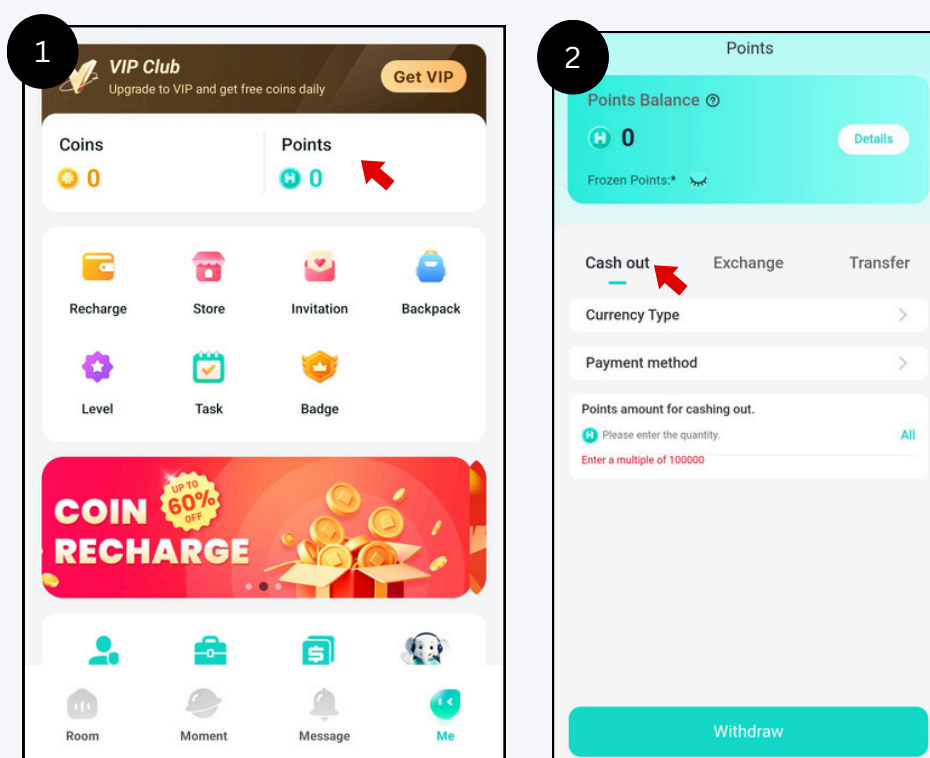 1
VIP Club
Upgrade to VIP and get free coins daily
Get VIP
Coins
Points
0
H 0
Recharge
Store
Invitation
Backpack
Level
Task
Badge
COIN
RECHARGE
UP TO
60%
OFF
$
Room
Moment
Message
Me
2
Points
Points Balance ?
H 0
Details
Frozen Points:*
Cash out
Exchange
Transfer
Currency Type
Payment method
Points amount for cashing out.
H Please enter the quantity.
All
Enter a multiple of 100000
Withdraw